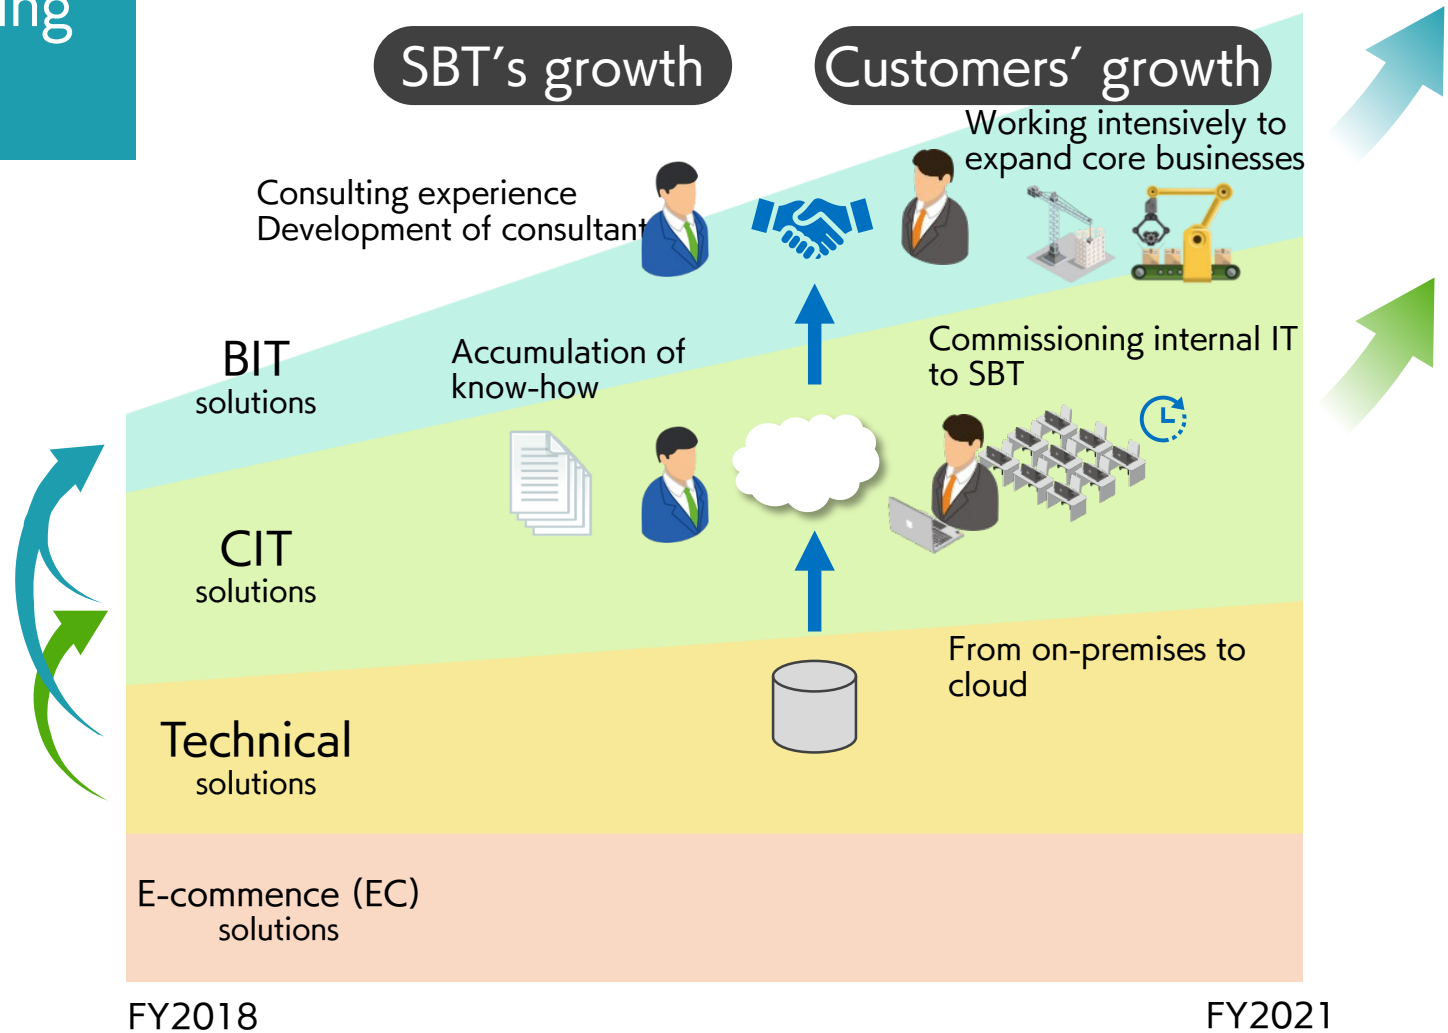 ing
SBT's growth
Customers' growth
Working intensively to
expand core businesses
Consulting experience
Development of consultant
BIT
solutions
Accumulation of
know-how
Commissioning internal IT
to SBT
CIT
solutions
From on-premises to
cloud
Technical
solutions
E-commence (EC)
solutions
FY2018
FY2021